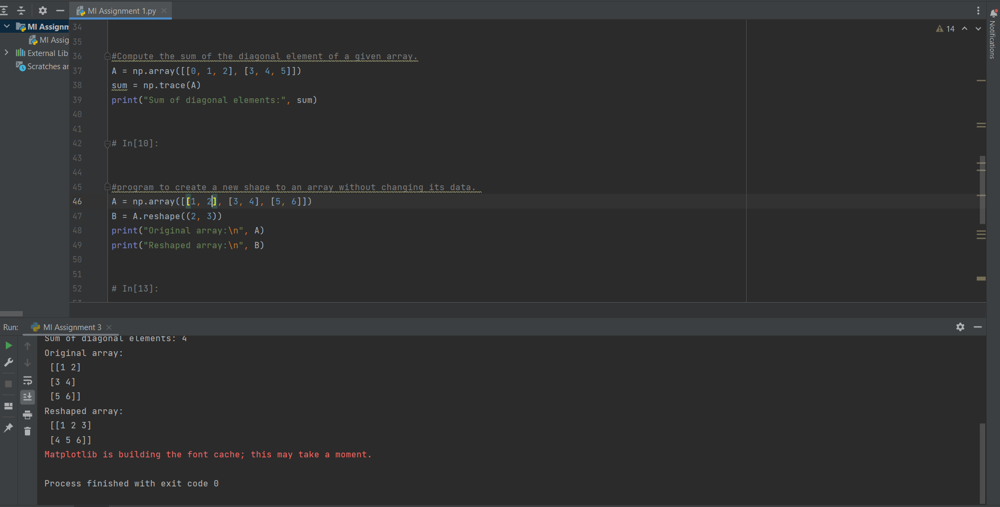 MI Assignment 1.py
MI Assignm
MI Assig
External Lib
Scratches ar
14
Notifications
34
35
36 #Compute the sum of the diagonal element of a given array.
37 A = np.array([[0, 1, 2], [3, 4, 5]])
38 sum = np.trace(A)
39 print("Sum of diagonal elements:", sum)
40
41
42 # In[10]:
43
44
45 #program to create a new shape to an array without changing its data.
46 A = np.array([[1, 2], [3, 4], [5, 6]])
47 B = A.reshape((2, 3))
48 print("Original array:\n", A)
49 print("Reshaped array:\n", B)
50
51
52 # In[13]:
53
Run: MI Assignment 3
Sum of diagonal elements: 4
Original array:
[[1 2]
[3 4]
[5 6]]
Reshaped array:
[[1 2 3]
[4 5 6]]
Matplotlib is building the font cache; this may take a moment.
Process finished with exit code 0